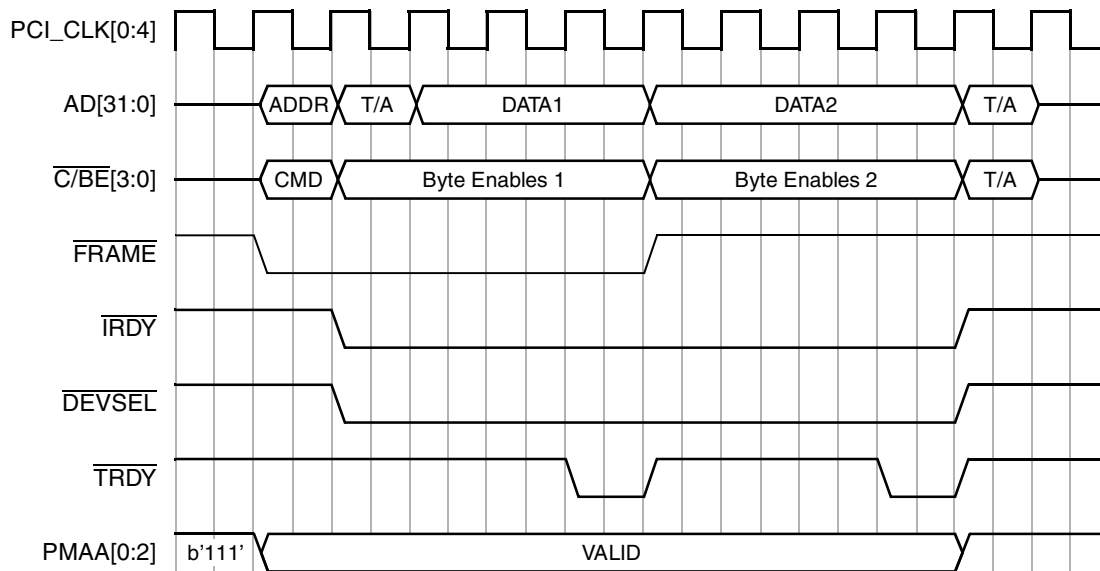 PCI_CLK[0:4]
AD[31:0] ADDR T/A DATA1 DATA2 T/A
C/BE[3:0] CMD Byte Enables 1 Byte Enables 2 T/A
FRAME
IRDY
DEVSEL
TRDY
PMAA[0:2] b'111' VALID